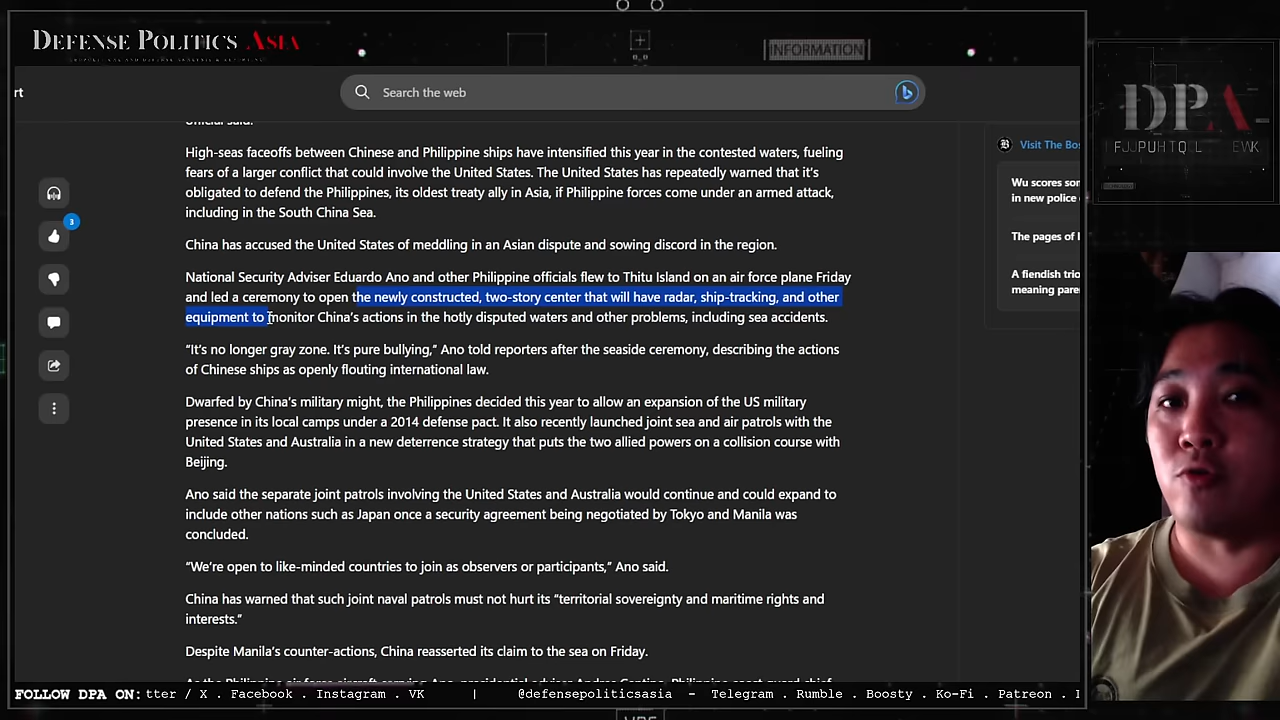 DEFENSE POLITICS ASIA
INFORMATION
DPA
rt
Search the web
official said.
High-seas faceoffs between Chinese and Philippine ships have intensified this year in the contested waters, fueling
fears of a larger conflict that could involve the United States. The United States has repeatedly warned that it's
obligated to defend the Philippines, its oldest treaty ally in Asia, if Philippine forces come under an armed attack,
including in the South China Sea.
China has accused the United States of meddling in an Asian dispute and sowing discord in the region.
National Security Adviser Eduardo Ano and other Philippine officials flew to Thitu Island on an air force plane Friday
and led a ceremony to open the newly constructed, two-story center that will have radar, ship-tracking, and other
equipment to monitor China's actions in the hotly disputed waters and other problems, including sea accidents.
"It's no longer gray zone. It's pure bullying," Ano told reporters after the seaside ceremony, describing the actions
of Chinese ships as openly flouting international law.
Dwarfed by China's military might, the Philippines decided this year to allow an expansion of the US military
presence in its local camps under a 2014 defense pact. It also recently launched joint sea and air patrols with the
United States and Australia in a new deterrence strategy that puts the two allied powers on a collision course with
Beijing.
Ano said the separate joint patrols involving the United States and Australia would continue and could expand to
include other nations such as Japan once a security agreement being negotiated by Tokyo and Manila was
concluded.
"We're open to like-minded countries to join as observers or participants," Ano said.
China has warned that such joint naval patrols must not hurt its "territorial sovereignty and maritime rights and
interests."
Despite Manila's counter-actions, China reasserted its claim to the sea on Friday.
3
Visit The Bos
Wu scores son
in new police
The pages of
A fiendish trio
meaning pare
FOLLOW DPA ON: tter / X . Facebook . Instagram . VK | @defensepoliticsasia - Telegram . Rumble . Boosty . Ko-Fi . Patreon .